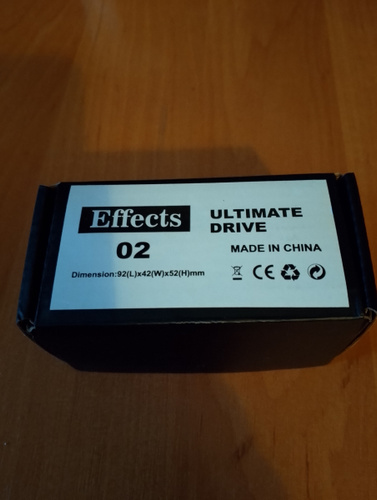 Effects
ULTIMATE
DRIVE
02
MADE IN CHINA
Dimension:92(L)x42(W)x52(H)mm
CE